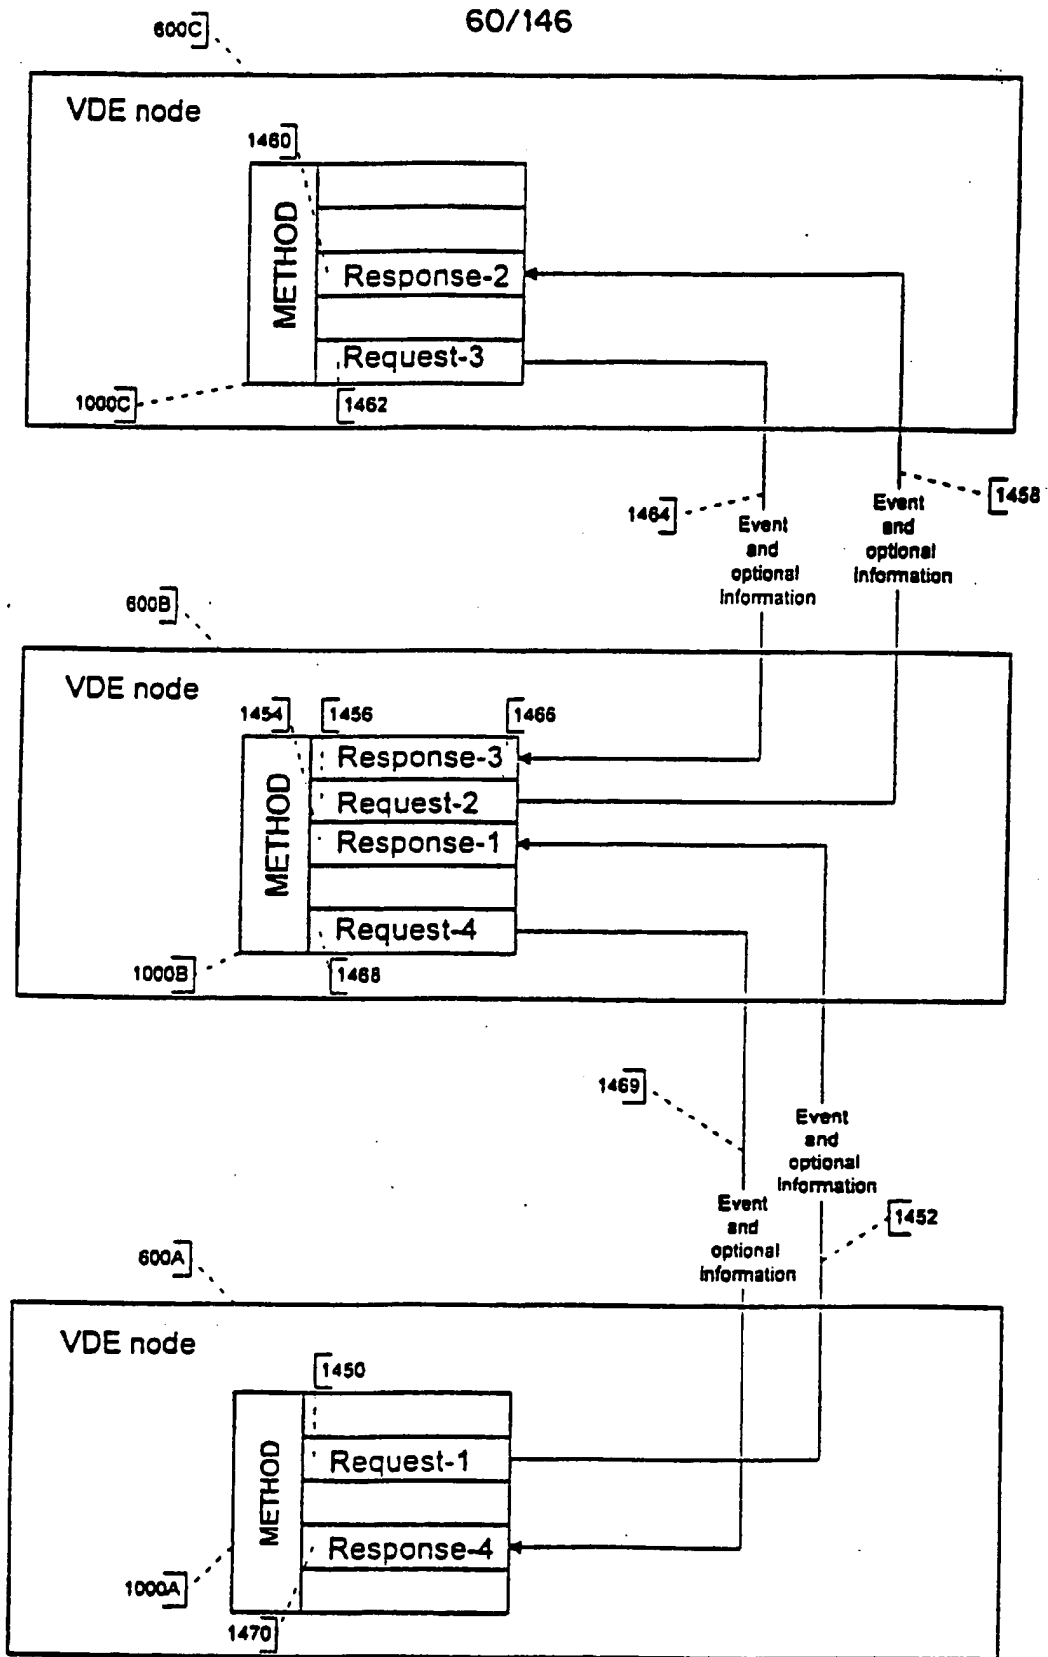 60/146
600C
VDE node
1460
METHOD
Response-2
Request-3
1000C
1462
1464
1458
Event
and
optional
information
Event
and
optional
information
600B
VDE node
1454
1456
1466
METHOD
Response-3
Request-2
Response-1
Request-4
1000B
1468
1469
Event
and
optional
information
Event
and
optional
information
1452
600A
VDE node
1450
METHOD
Request-1
Response-4
1000A
1470